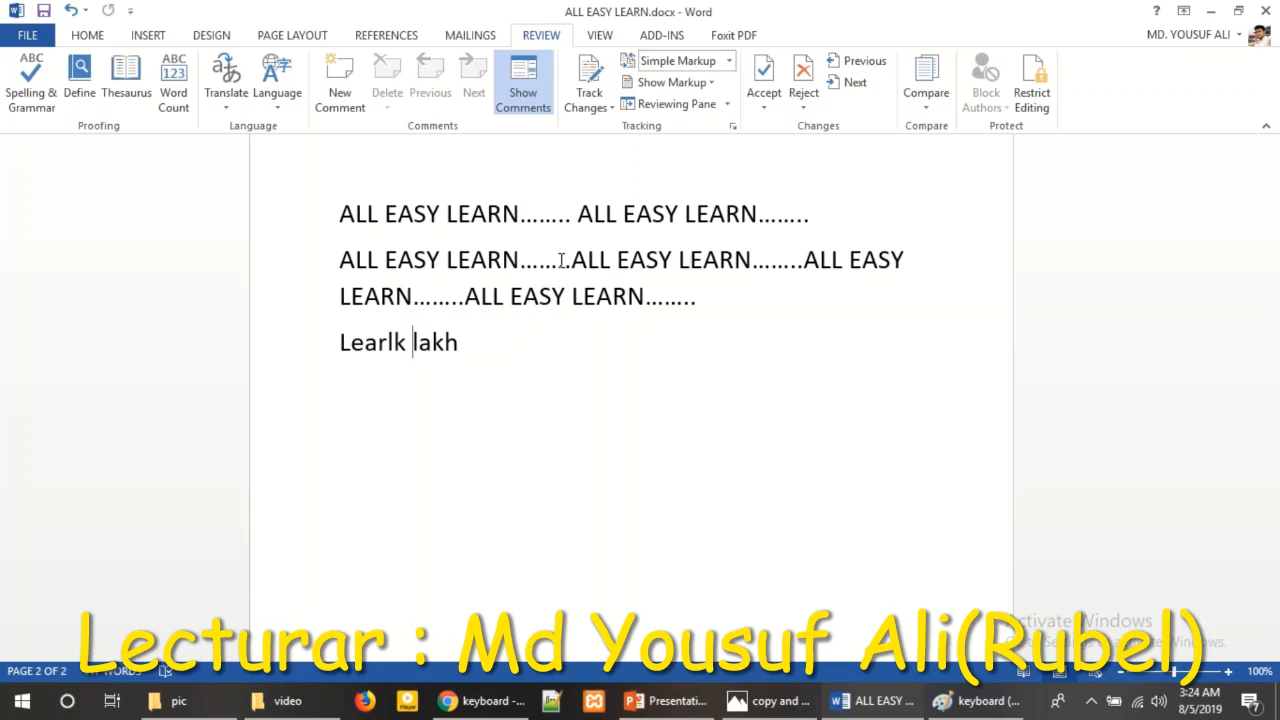 ALL EASY LEARN.docx - Word
FILE HOME INSERT DESIGN PAGE LAYOUT REFERENCES MAILINGS REVIEW VIEW ADD-INS Foxit PDF MD. YOUSUF ALI
Spelling & Grammar Define Thesaurus Word Count Translate Language New Comment Delete Previous Next Show Comments Track Changes Simple Markup Show Markup Reviewing Pane Accept Reject Previous Next Compare Block Authors Restrict Editing
Proofing Language Comments Tracking Changes Compare Protect
ALL EASY LEARN…….. ALL EASY LEARN……..
ALL EASY LEARN……..ALL EASY LEARN……..ALL EASY
LEARN……..ALL EASY LEARN……..
Learlk lakh
Activate Windows
Lecturar : Md Yousuf Ali(Rubel)
PAGE 2 OF 2 WORDS 100%
pic video keyboard -... Presentati... copy and ... ALL EASY ... keyboard (... 3:24 AM
8/5/2019